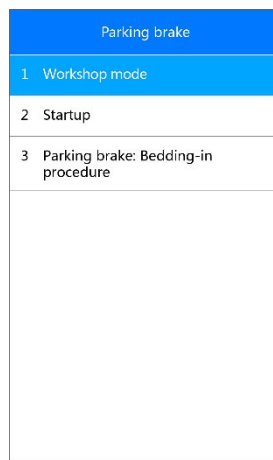 Parking brake
1 Workshop mode
2 Startup
3 Parking brake: Bedding-in
procedure